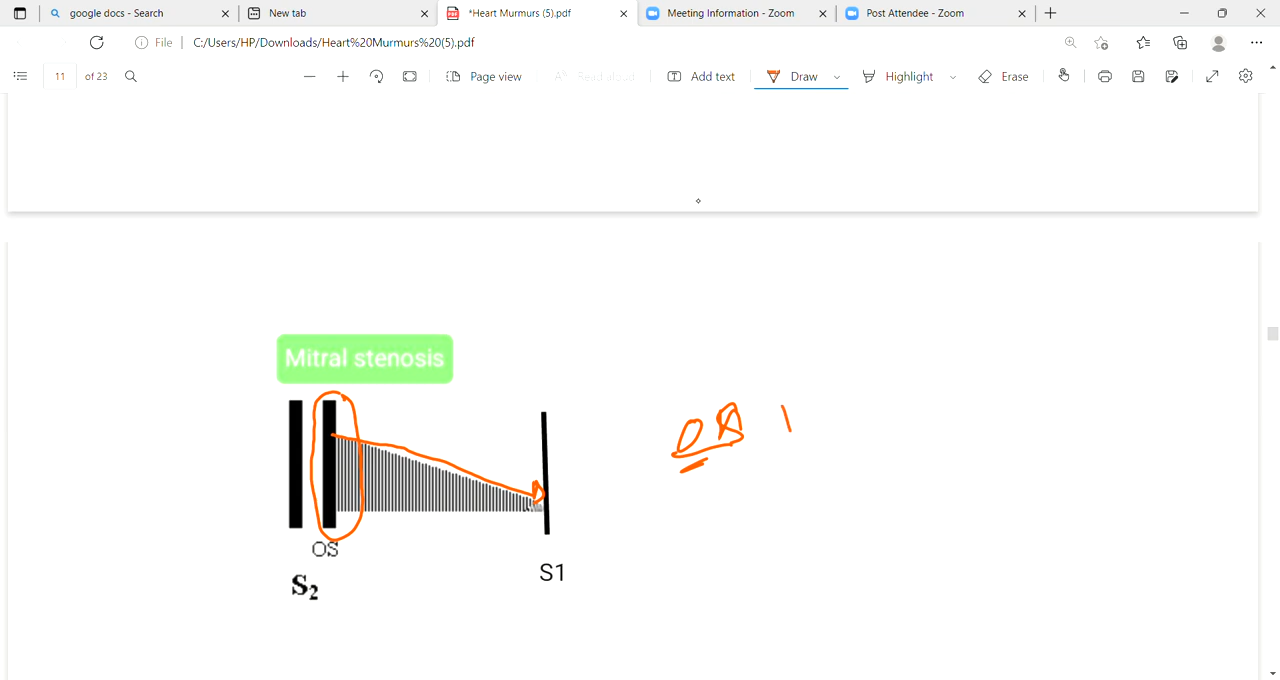 google docs - Search
New tab
*Heart Murmurs (5).pdf
Meeting Information - Zoom
Post Attendee - Zoom
File
C:/Users/HP/Downloads/Heart%20Murmurs%20(5).pdf
11 of 23
Page view
Read aloud
Add text
Draw
Highlight
Erase
Mitral stenosis
OS
S2
S1